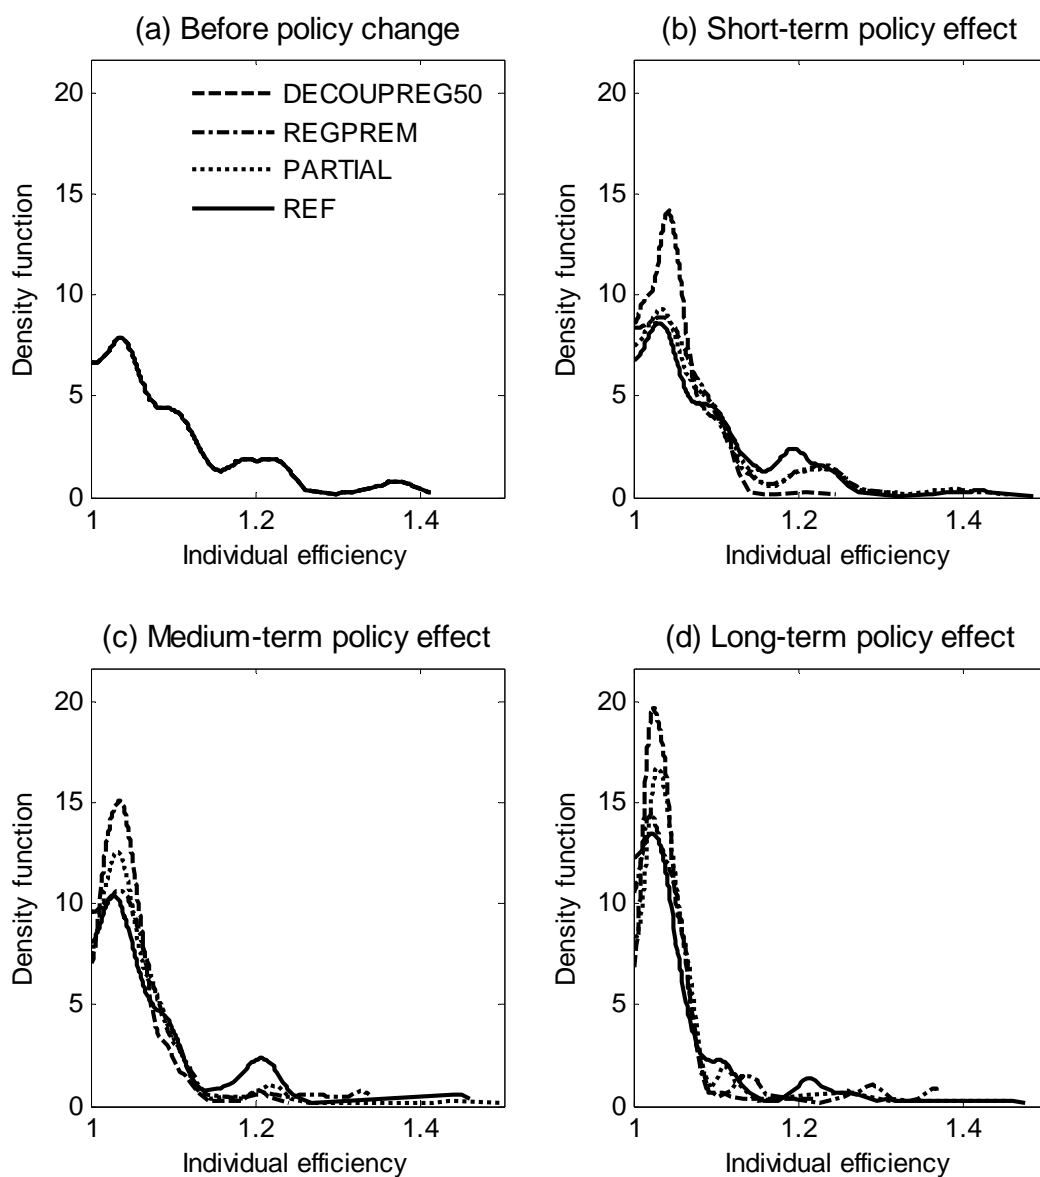 (a) Before policy change
Density function
20
15
10
5
0
1
1.2
1.4
Individual efficiency
DECOUPREG50
REGPREM
PARTIAL
REF
(b) Short-term policy effect
Density function
20
15
10
5
0
1
1.2
1.4
Individual efficiency
(c) Medium-term policy effect
Density function
20
15
10
5
0
1
1.2
1.4
Individual efficiency
(d) Long-term policy effect
Density function
20
15
10
5
0
1
1.2
1.4
Individual efficiency